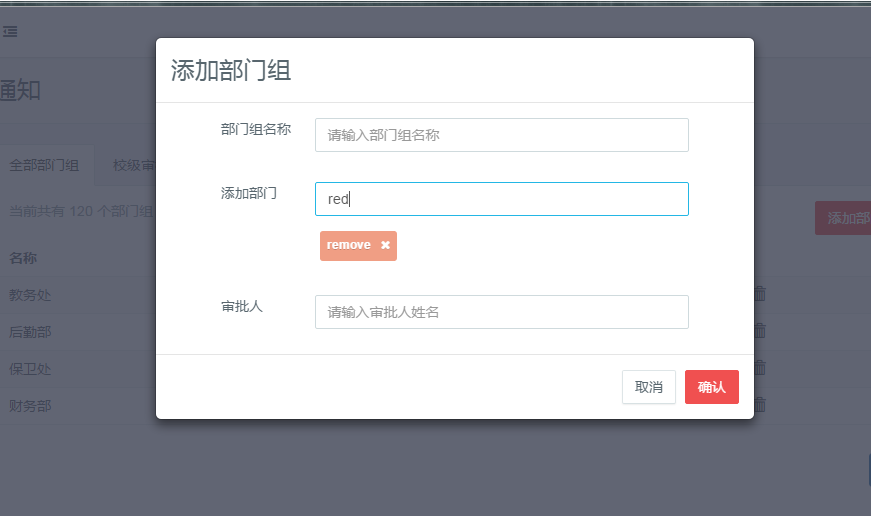 通知
全部部门组
校级审
当前共有 120 个部门组
添加部
名称
教务处
后勤部
保卫处
财务部
添加部门组
部门组名称
请输入部门组名称
添加部门
red
remove ×
审批人
请输入审批人姓名
取消
确认